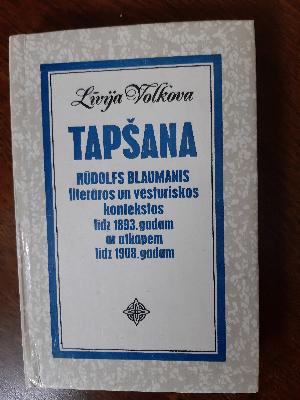 Līvija Volkova
TAPŠANA
RŪDOLFS BLAUMANIS
literāros un vēsturiskos
kontekstos
līdz 1893. gadam
ar atkāpēm
līdz 1908. gadam